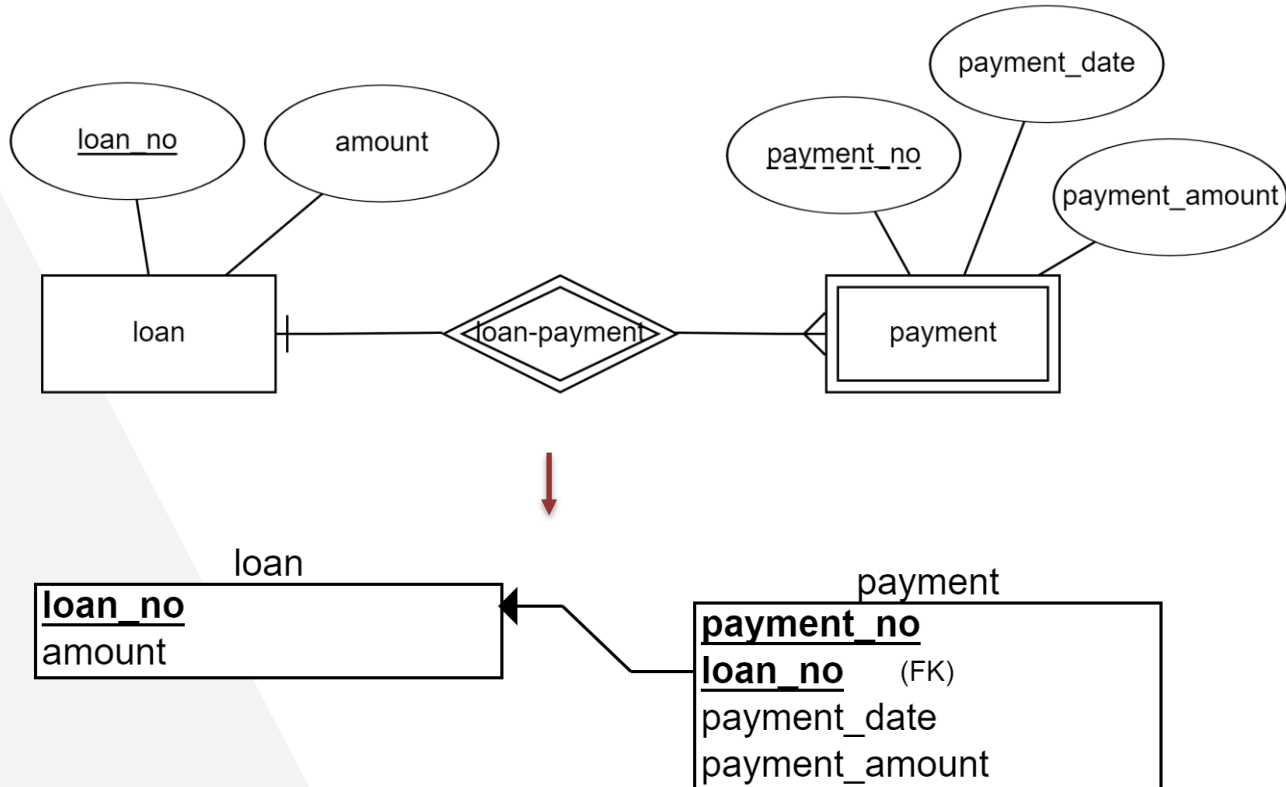 payment_date
loan_no
amount
payment_no
payment_amount
loan
loan-payment
payment
loan
loan_no
amount
payment
payment_no
loan_no (FK)
payment_date
payment_amount